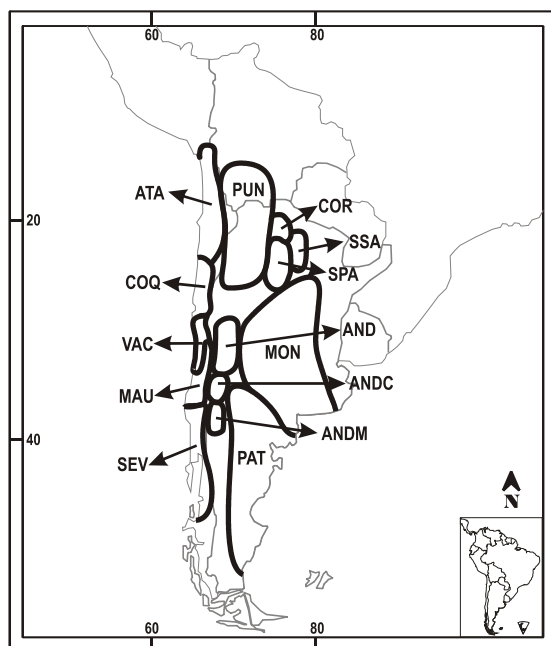 60 80
ATA
PUN
COR
20
SSA
SPA
COQ
AND
VAC
MON
ANDC
MAU
ANDM
40
PAT
SEV
N
60 80